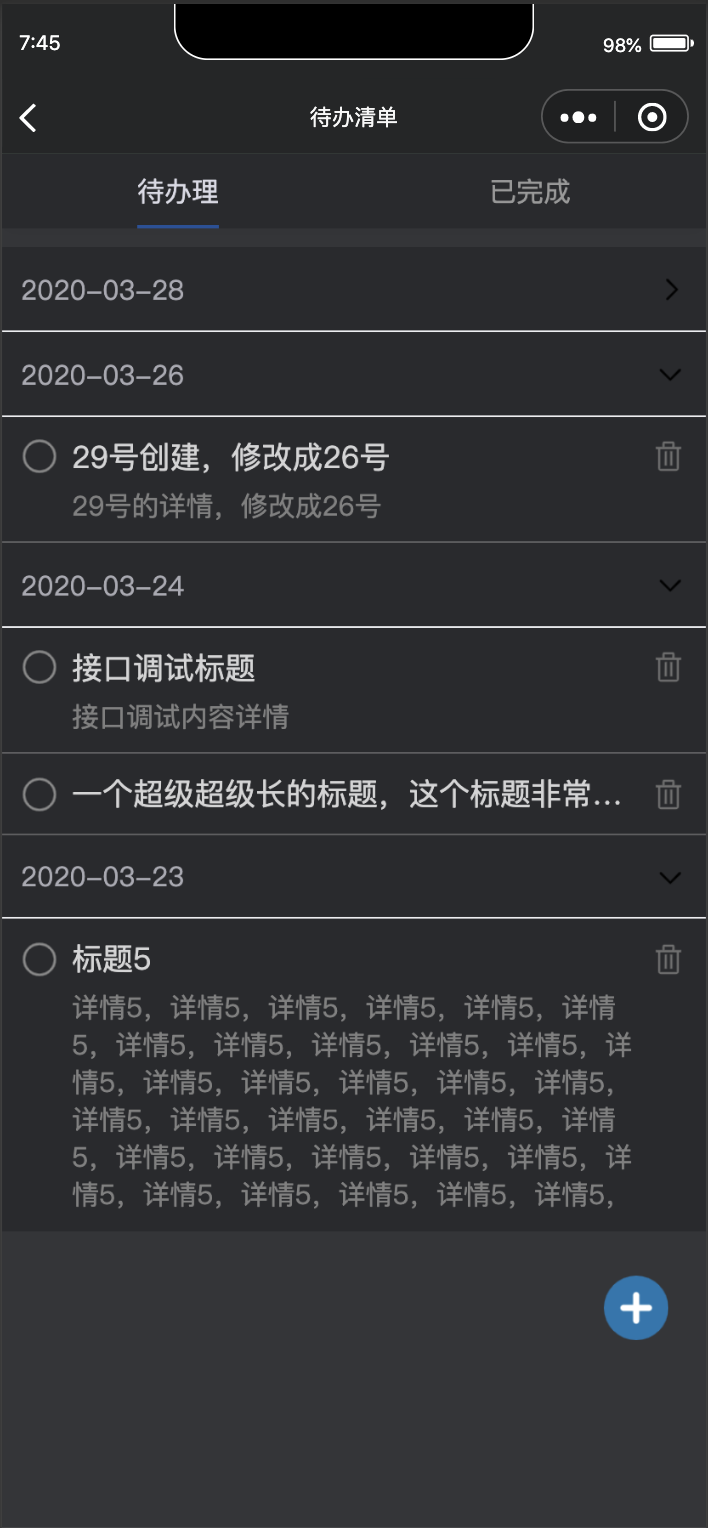 7:45
98%
待办清单
待办理
已完成
2020-03-28
2020-03-26
29号创建，修改成26号
29号的详情，修改成26号
2020-03-24
接口调试标题
接口调试内容详情
一个超级超级长的标题，这个标题非常...
2020-03-23
标题5
详情5，详情5，详情5，详情5，详情5，详情
5，详情5，详情5，详情5，详情5，详情5，详
情5，详情5，详情5，详情5，详情5，详情5，
详情5，详情5，详情5，详情5，详情5，详情
5，详情5，详情5，详情5，详情5，详情5，详
情5，详情5，详情5，详情5，详情5，详情5，